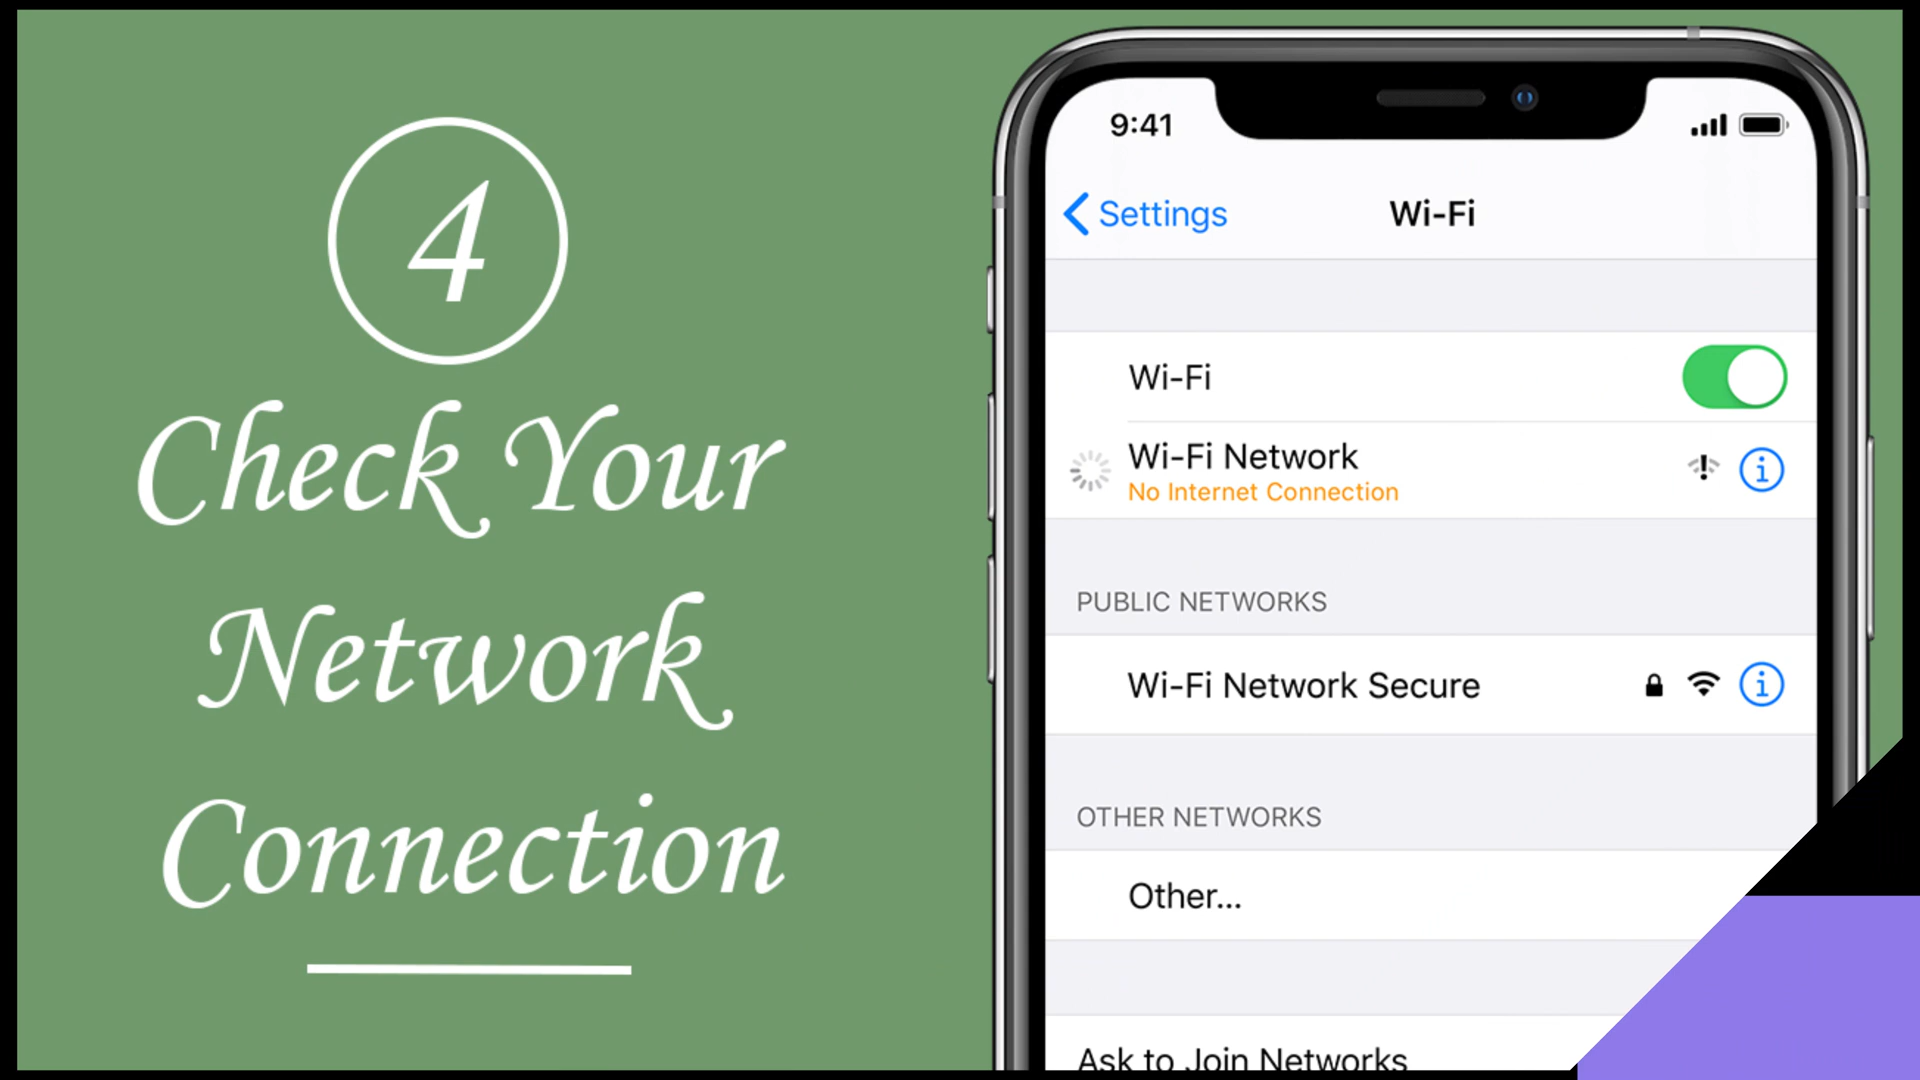 4
Check Your
Network
Connection
9:41
Settings
Wi-Fi
Wi-Fi
Wi-Fi Network
No Internet Connection
PUBLIC NETWORKS
Wi-Fi Network Secure
OTHER NETWORKS
Other...
Ask to Join Networks